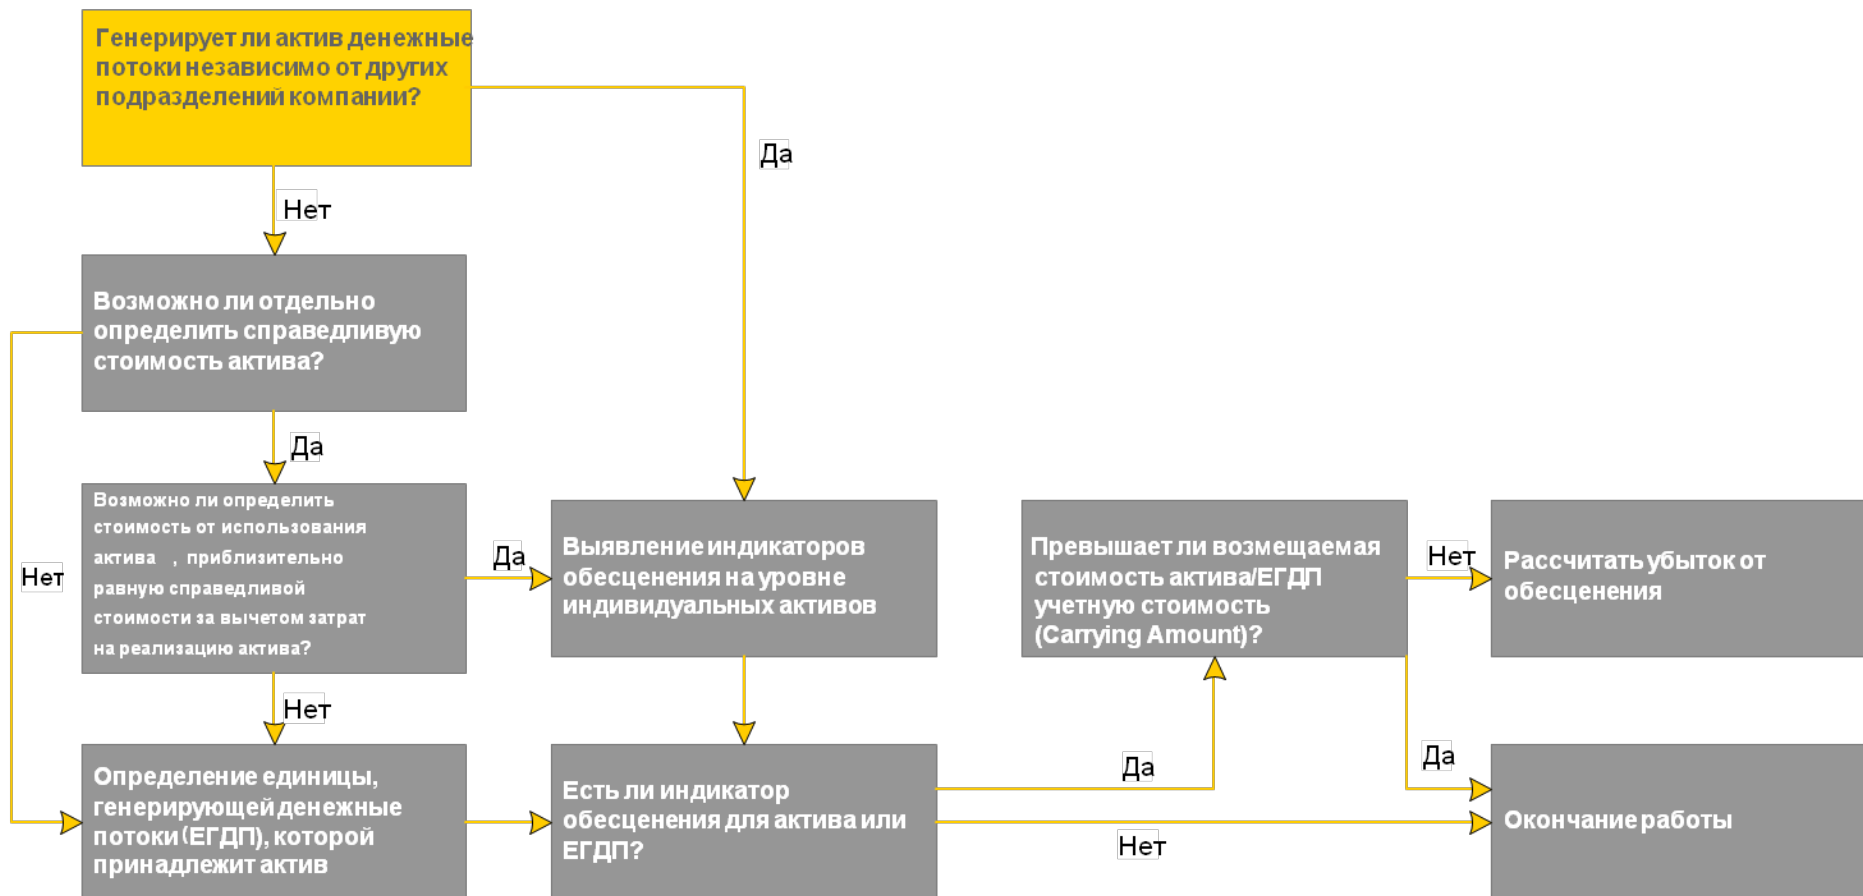 Генерирует ли актив денежные
потоки независимо от других
подразделений компании?
Да
Нет
Возможно ли отдельно
определить справедливую
стоимость актива?
Да
Нет
Возможно ли определить
стоимость от использования
актива , приблизительно
равную справедливой
стоимости за вычетом затрат
на реализацию актива?
Да
Выявление индикаторов
обесценения на уровне
индивидуальных активов
Превышает ли возмещаемая
стоимость актива/ЕГДП
учетную стоимость
(Carrying Amount)?
Нет
Рассчитать убыток от
обесценения
Нет
Определение единицы,
генерирующей денежные
потоки (ЕГДП), которой
принадлежит актив
Есть ли индикатор
обесценения для актива или
ЕГДП?
Да
Нет
Да
Окончание работы